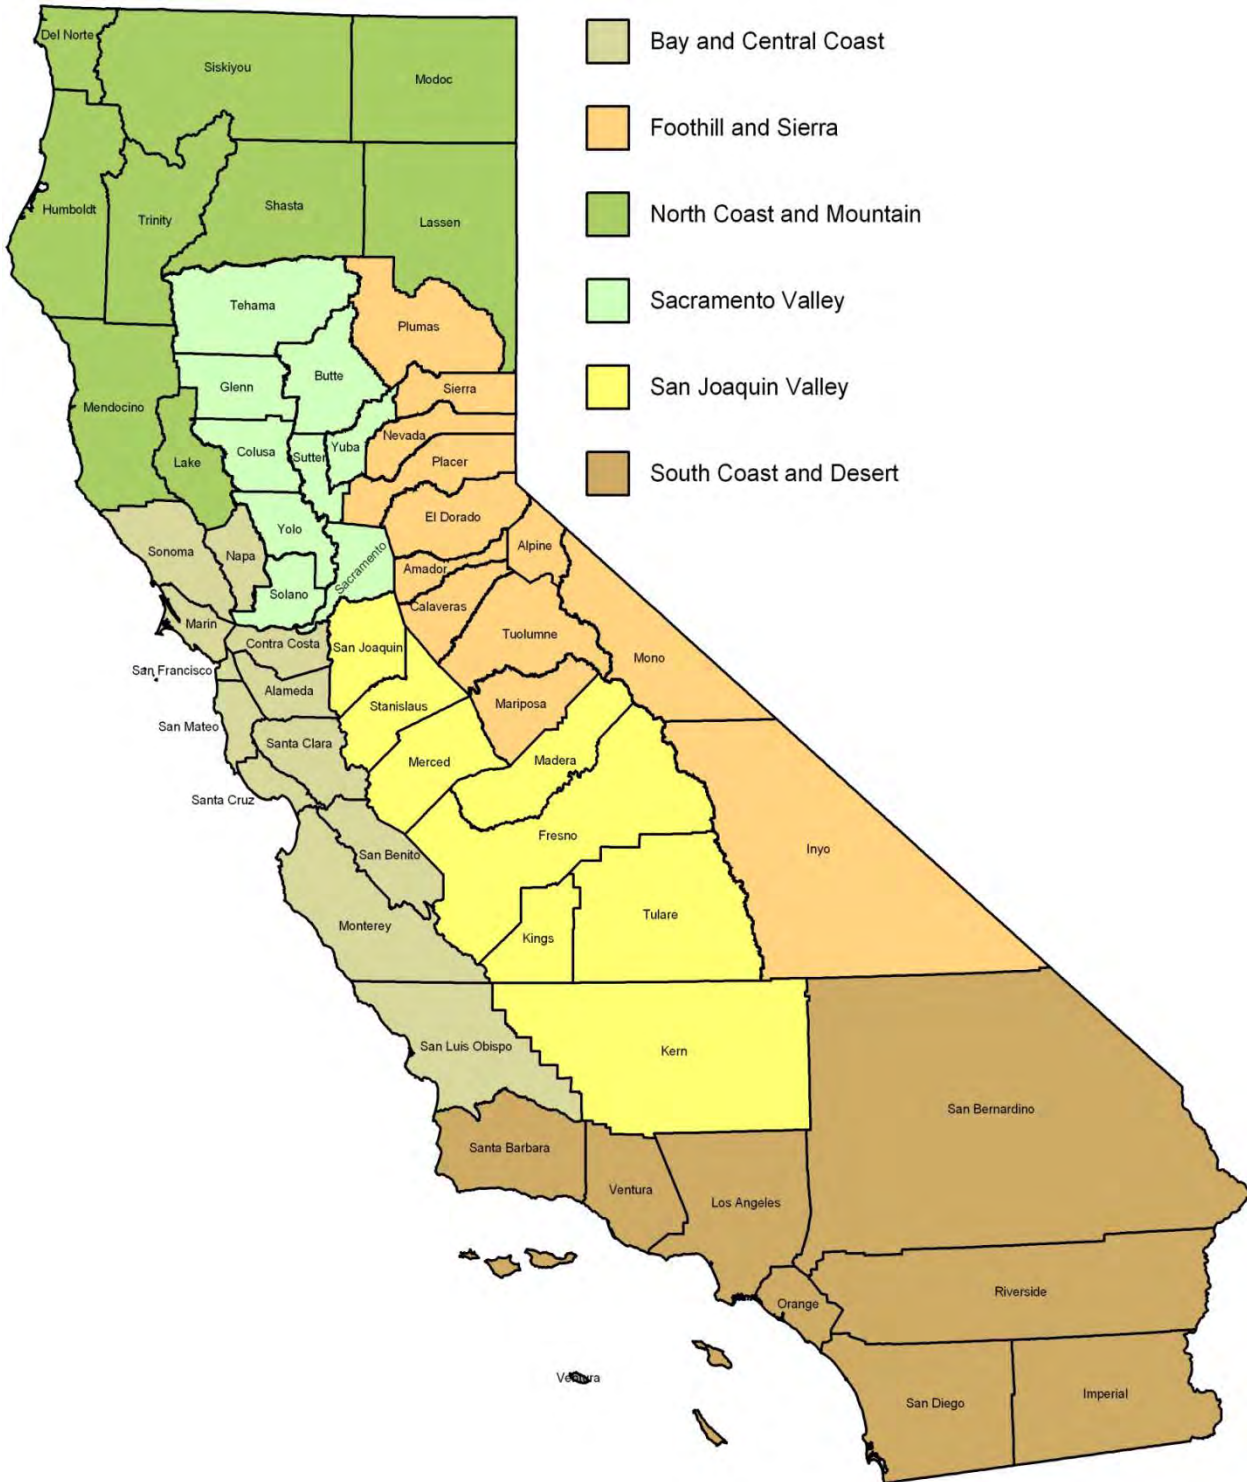 Del Norte
Siskiyou
Modoc
Humboldt
Trinity
Shasta
Lassen
Tehama
Plumas
Glenn
Butte
Sierra
Mendocino
Lake
Colusa
Sutter
Yuba
Nevada
Placer
Yolo
El Dorado
Sonoma
Napa
Solano
Sacramento
Amador
Alpine
Marin
Calaveras
Contra Costa
San Joaquin
Tuolumne
Mono
San Francisco
Alameda
Stanislaus
Mariposa
San Mateo
Santa Clara
Merced
Madera
Santa Cruz
Fresno
San Benito
Inyo
Monterey
Kings
Tulare
San Luis Obispo
Kern
San Bernardino
Santa Barbara
Ventura
Los Angeles
Orange
Riverside
Ventura
San Diego
Imperial
Bay and Central Coast
Foothill and Sierra
North Coast and Mountain
Sacramento Valley
San Joaquin Valley
South Coast and Desert